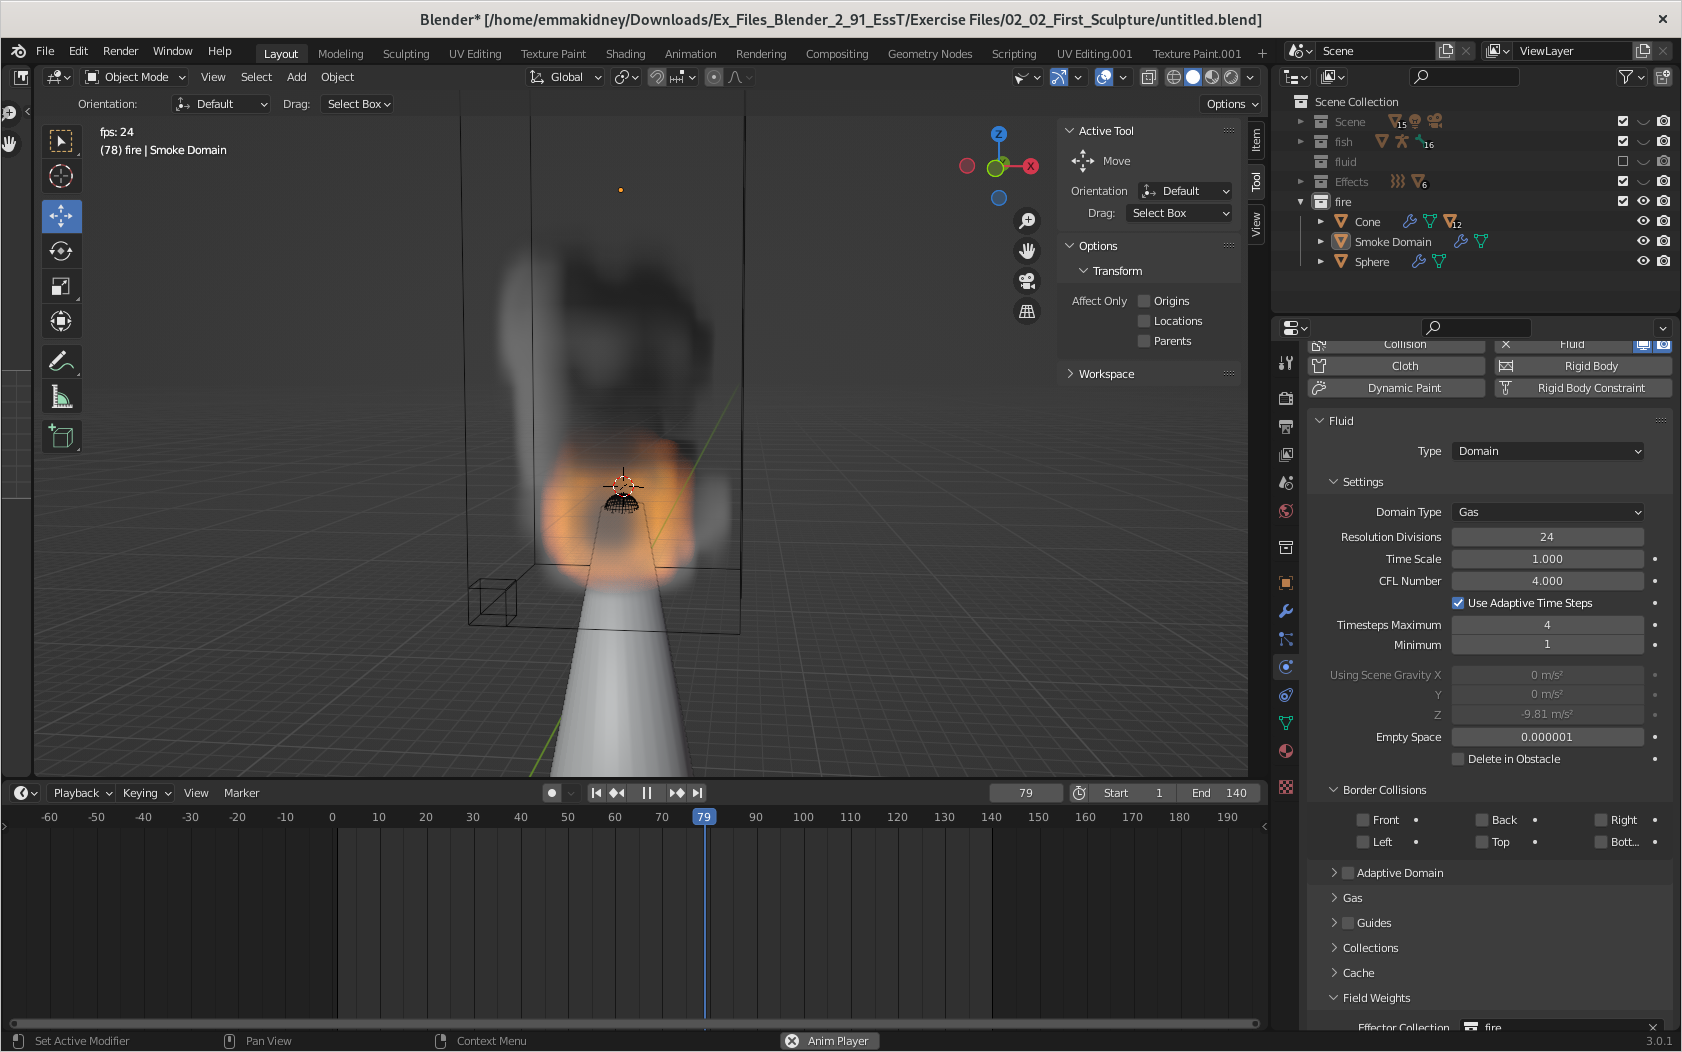 Blender* [/home/emmakidney/Downloads/Ex_Files_Blender_2_91_EssT/Exercise Files/02_02_First_Sculpture/untitled.blend]
File Edit Render Window Help Layout Modeling Sculpting UV Editing Texture Paint Shading Animation Rendering Compositing Geometry Nodes Scripting UV Editing.001 Texture Paint.001 + Scene ViewLayer
Object Mode View Select Add Object Global
Orientation: Default Drag: Select Box Options
fps: 24
(78) fire | Smoke Domain
Z
X
Active Tool
Move
Orientation Default
Drag: Select Box
Options
Transform
Affect Only Origins
Locations
Parents
Workspace
Item
Tool
View
Scene Collection
Scene 15
fish 16
fluid
Effects 6
fire
Cone 12
Smoke Domain
Sphere
Collision Fluid
Cloth Rigid Body
Dynamic Paint Rigid Body Constraint
Fluid
Type Domain
Settings
Domain Type Gas
Resolution Divisions 24
Time Scale 1.000
CFL Number 4.000
Use Adaptive Time Steps
Timesteps Maximum 4
Minimum 1
Using Scene Gravity X 0 m/s²
Y 0 m/s²
Z -9.81 m/s²
Empty Space 0.000001
Delete in Obstacle
Border Collisions
Front Back Right
Left Top Bott...
Adaptive Domain
Gas
Guides
Collections
Cache
Field Weights
Effector Collection fire
Playback Keying View Marker 79 Start 1 End 140
-60 -50 -40 -30 -20 -10 0 10 20 30 40 50 60 70 79 90 100 110 120 130 140 150 160 170 180 190
Set Active Modifier Pan View Context Menu Anim Player 3.0.1